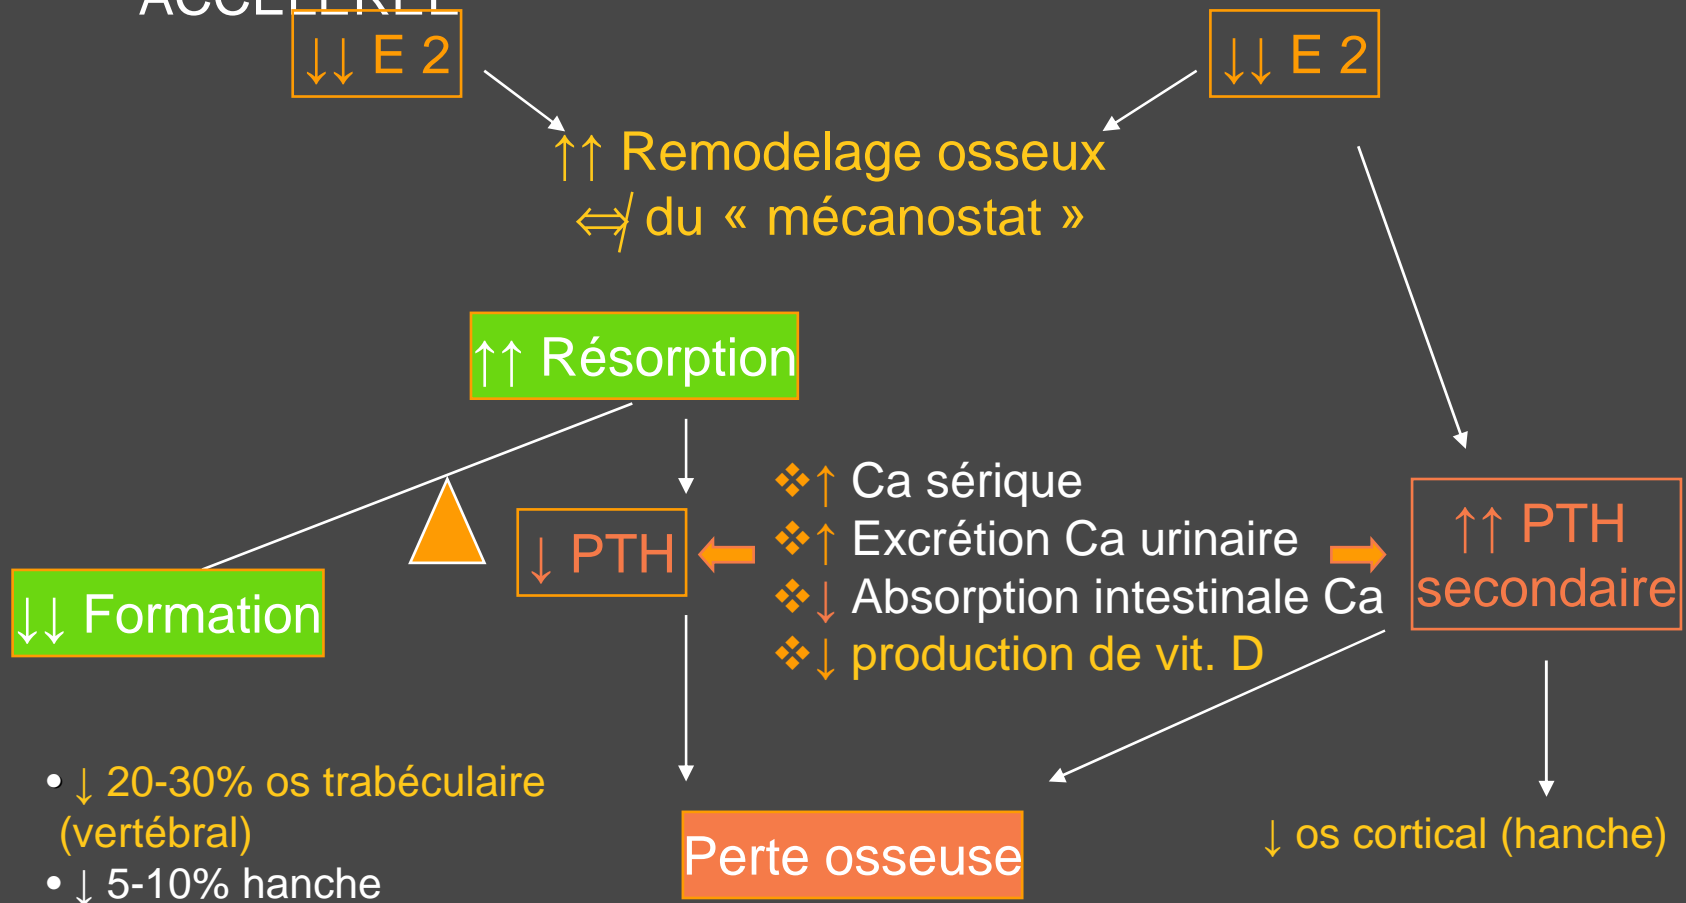 ACCELEREE
↓↓ E 2
↓↓ E 2
↑↑ Remodelage osseux
⇎ du « mécanostat »
↑↑ Résorption
❖↑ Ca sérique
❖↑ Excrétion Ca urinaire
❖↓ Absorption intestinale Ca
❖↓ production de vit. D
↓ PTH
↑↑ PTH
secondaire
↓↓ Formation
• ↓ 20-30% os trabéculaire
(vertébral)
• ↓ 5-10% hanche
Perte osseuse
↓ os cortical (hanche)